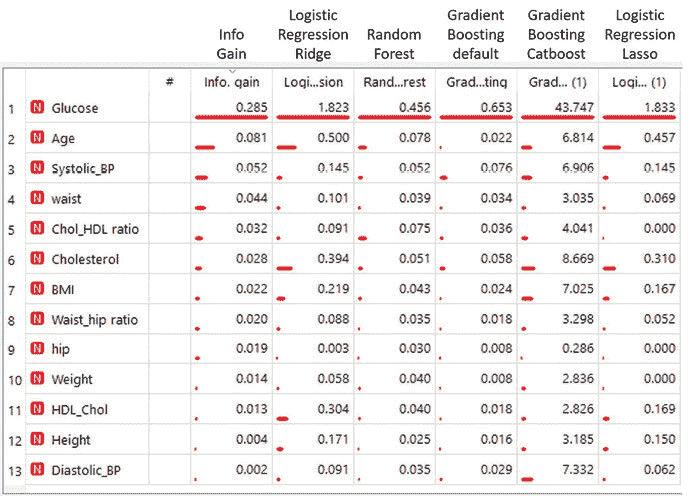 Info Gain Logistic Regression Ridge Random Forest Gradient Boosting default Gradient Boosting Catboost Logistic Regression Lasso
# Info. gain Logi...sion Rand...rest Grad...ting Grad... (1) Logi... (1)
1 N Glucose 0.285 1.823 0.456 0.653 43.747 1.833
2 N Age 0.081 0.500 0.078 0.022 6.814 0.457
3 N Systolic_BP 0.052 0.145 0.052 0.076 6.906 0.145
4 N waist 0.044 0.101 0.039 0.034 3.035 0.069
5 N Chol_HDL ratio 0.032 0.091 0.075 0.036 4.041 0.000
6 N Cholesterol 0.028 0.394 0.051 0.058 8.669 0.310
7 N BMI 0.022 0.219 0.043 0.024 7.025 0.167
8 N Waist_hip ratio 0.020 0.088 0.035 0.018 3.298 0.052
9 N hip 0.019 0.003 0.030 0.008 0.286 0.000
10 N Weight 0.014 0.058 0.040 0.008 2.836 0.000
11 N HDL_Chol 0.013 0.304 0.040 0.018 2.826 0.169
12 N Height 0.004 0.171 0.025 0.016 3.185 0.150
13 N Diastolic_BP 0.002 0.091 0.035 0.029 7.332 0.062